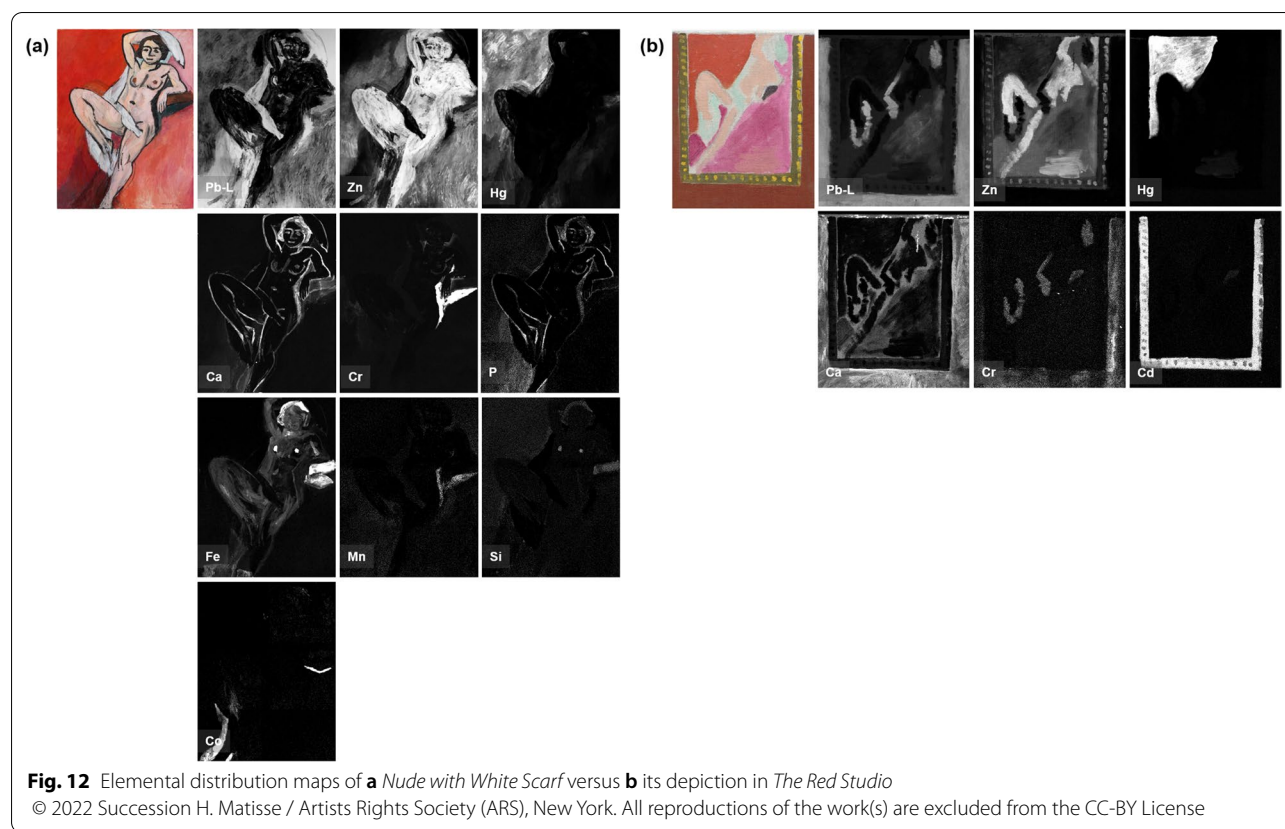 (a)
(b)
Pb-L
Zn
Hg
Pb-L
Zn
Hg
Ca
Cr
P
Ca
Cr
Cd
Fe
Mn
Si
Co
Fig. 12 Elemental distribution maps of a Nude with White Scarf versus b its depiction in The Red Studio
© 2022 Succession H. Matisse / Artists Rights Society (ARS), New York. All reproductions of the work(s) are excluded from the CC-BY License